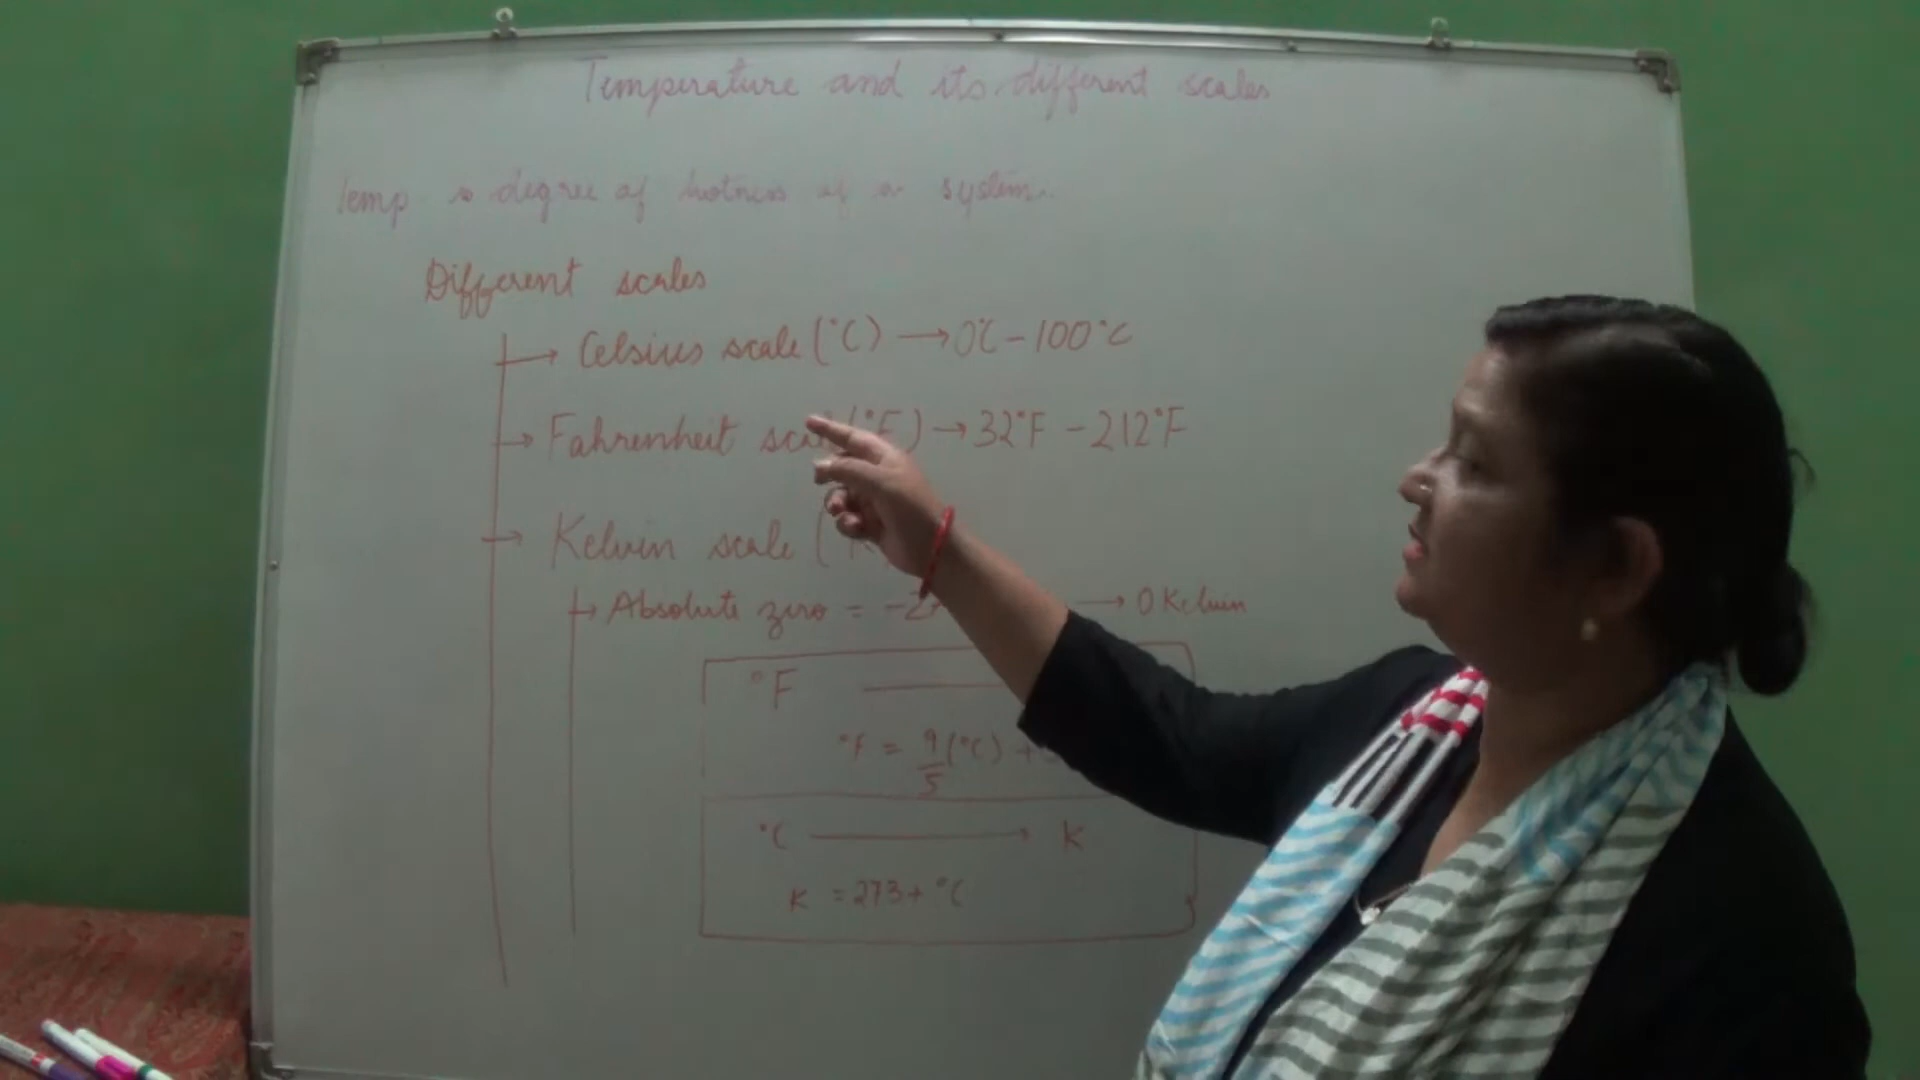 Temperature and its different scales
Temp is degree of hotness of a system.
Different scales
Celsius scale (°C) → 0°C - 100°C
Fahrenheit (°F) → 32°F - 212°F
Kelvin scale (
Absolute zero = → 0 Kelvin
°F
°F = 9/5 (°C) +
°C → K
K = 273 + °C